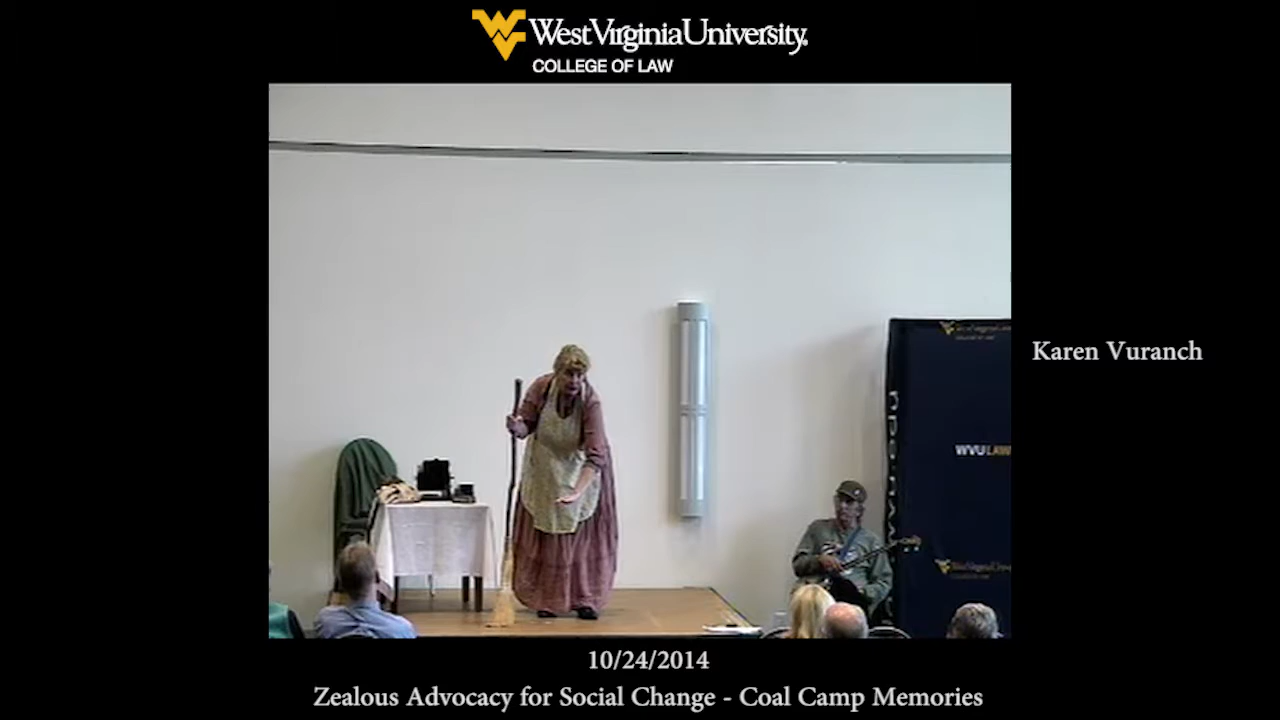 West Virginia University.
COLLEGE OF LAW
Karen Vuranch
WVU LAW
10/24/2014
Zealous Advocacy for Social Change - Coal Camp Memories